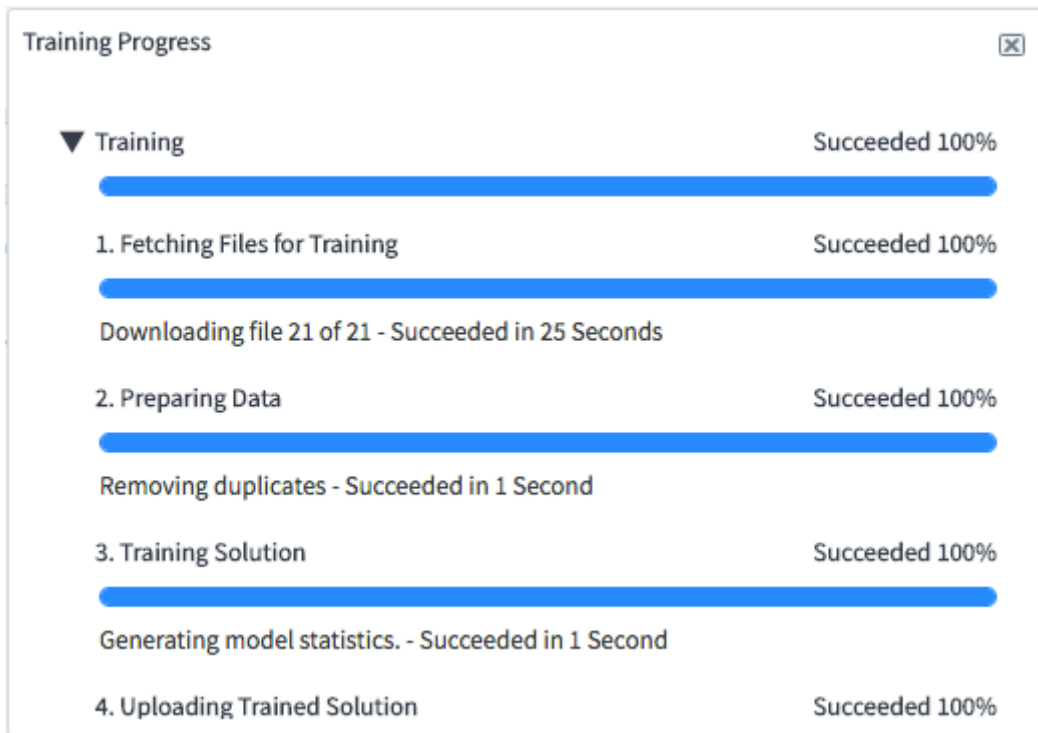 Training Progress
Training Succeeded 100%
1. Fetching Files for Training Succeeded 100%
Downloading file 21 of 21 - Succeeded in 25 Seconds
2. Preparing Data Succeeded 100%
Removing duplicates - Succeeded in 1 Second
3. Training Solution Succeeded 100%
Generating model statistics. - Succeeded in 1 Second
4. Uploading Trained Solution Succeeded 100%